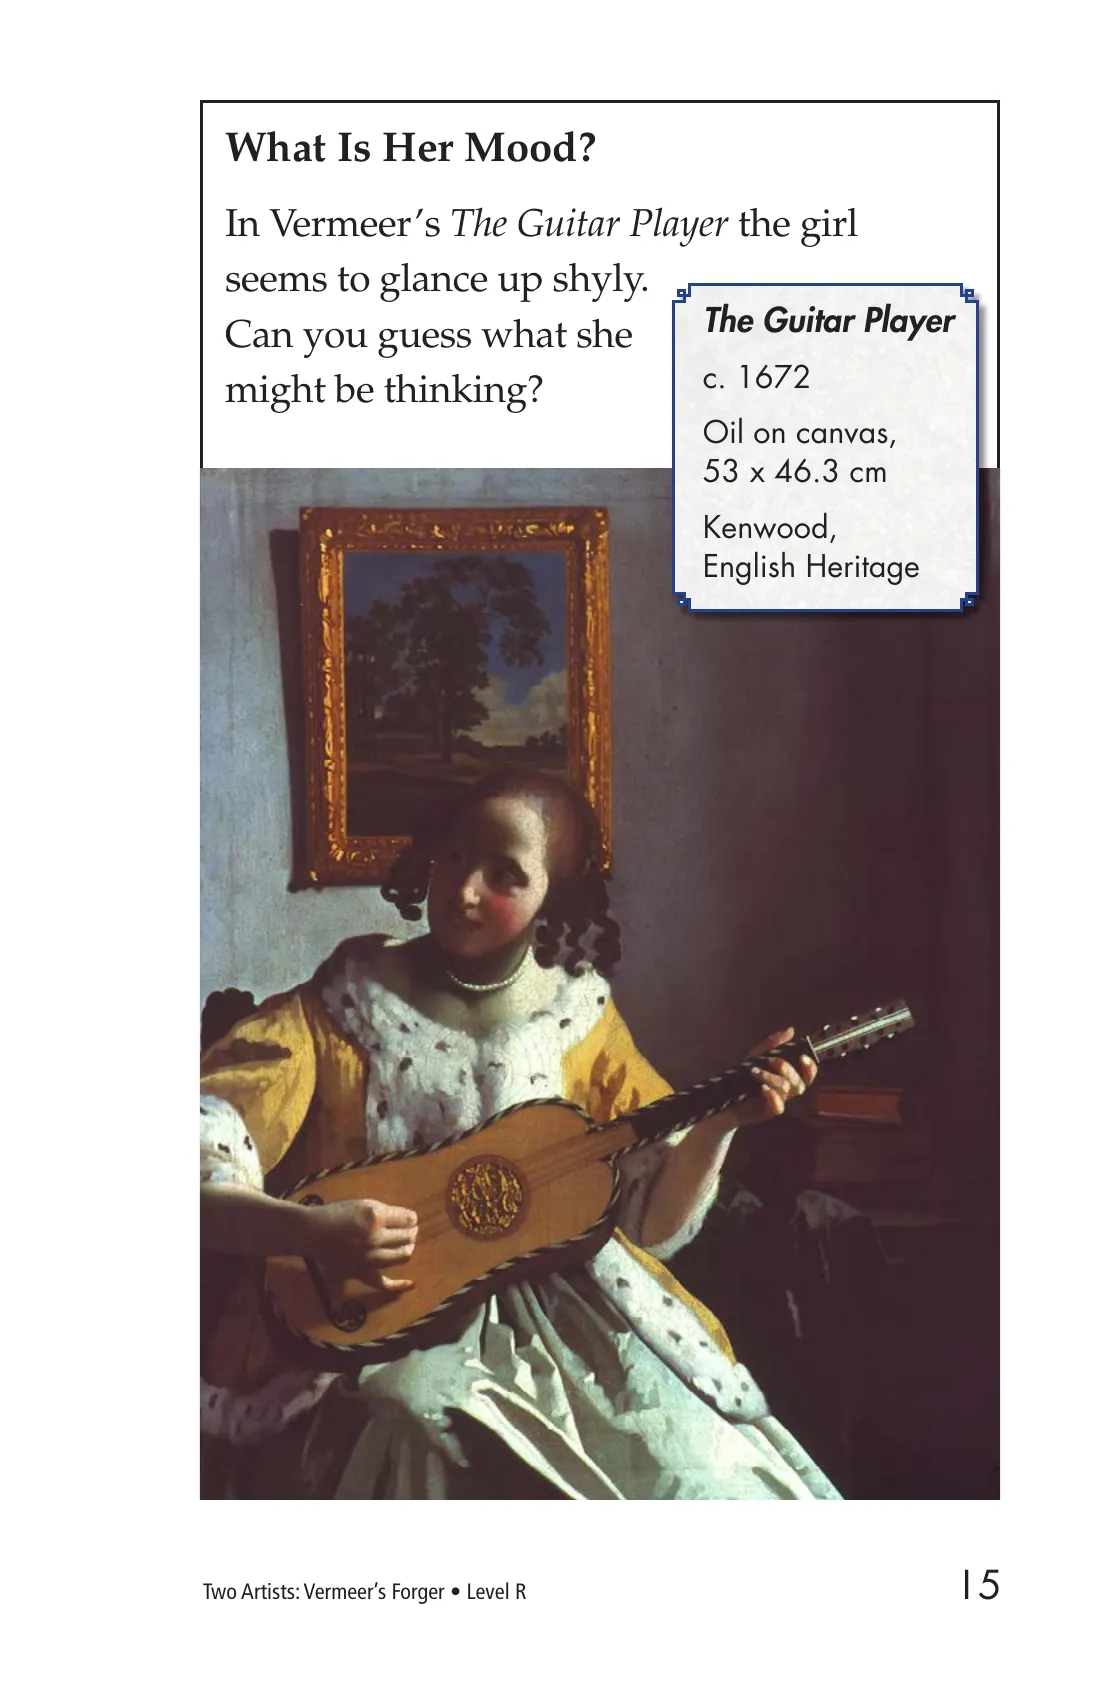 What Is Her Mood?
In Vermeer’s The Guitar Player the girl
seems to glance up shyly.
Can you guess what she
might be thinking?
The Guitar Player
c. 1672
Oil on canvas,
53 x 46.3 cm
Kenwood,
English Heritage
Two Artists: Vermeer’s Forger • Level R
15